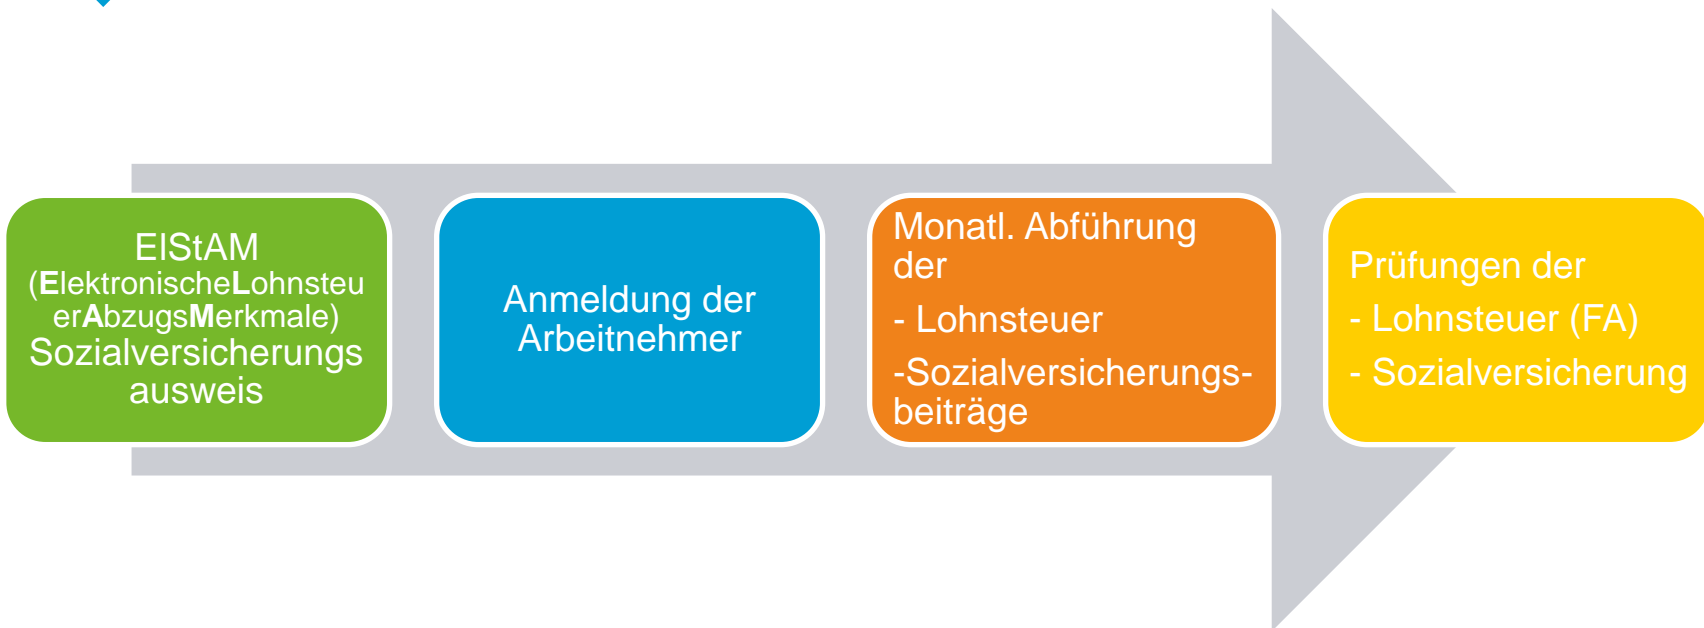 ElStAM
(ElektronischeLohnsteu
erAbzugsMerkmale)
Sozialversicherungs
ausweis
Anmeldung der
Arbeitnehmer
Monatl. Abführung
der
- Lohnsteuer
-Sozialversicherungs-
beiträge
Prüfungen der
- Lohnsteuer (FA)
- Sozialversicherung